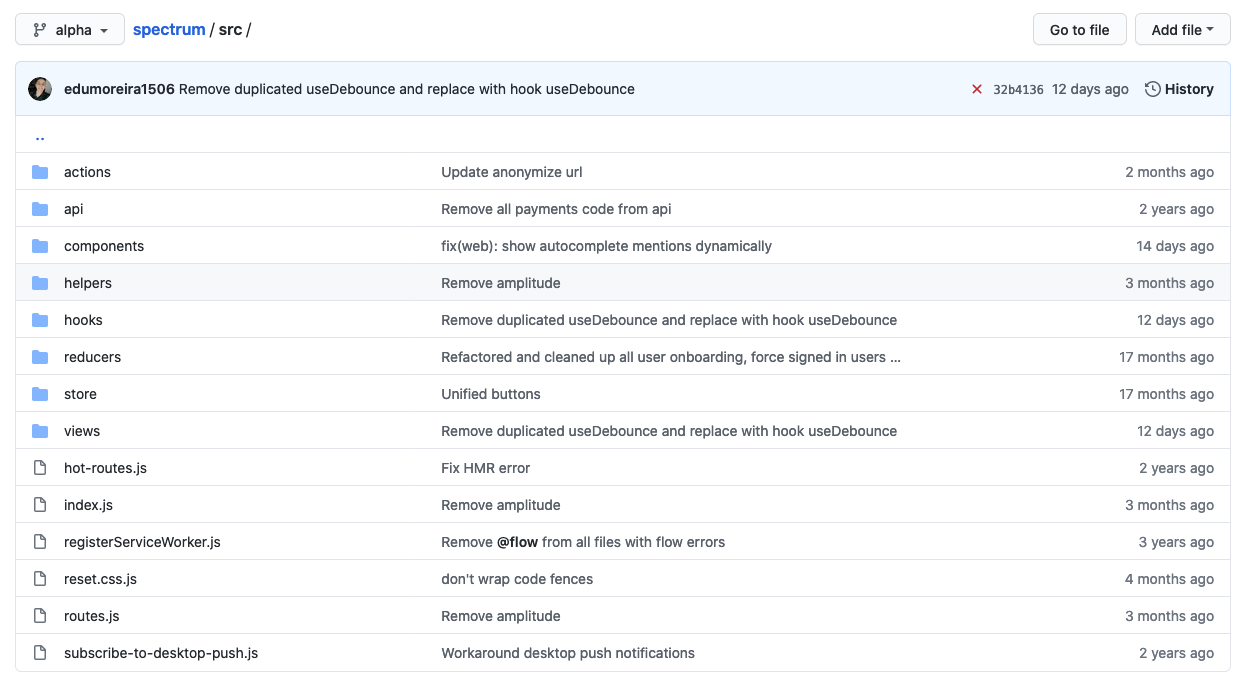 alpha spectrum / src / Go to file Add file
edumoreira1506 Remove duplicated useDebounce and replace with hook useDebounce 32b4136 12 days ago History
..
actions Update anonymize url 2 months ago
api Remove all payments code from api 2 years ago
components fix(web): show autocomplete mentions dynamically 14 days ago
helpers Remove amplitude 3 months ago
hooks Remove duplicated useDebounce and replace with hook useDebounce 12 days ago
reducers Refactored and cleaned up all user onboarding, force signed in users ... 17 months ago
store Unified buttons 17 months ago
views Remove duplicated useDebounce and replace with hook useDebounce 12 days ago
hot-routes.js Fix HMR error 2 years ago
index.js Remove amplitude 3 months ago
registerServiceWorker.js Remove @flow from all files with flow errors 3 years ago
reset.css.js don't wrap code fences 4 months ago
routes.js Remove amplitude 3 months ago
subscribe-to-desktop-push.js Workaround desktop push notifications 2 years ago